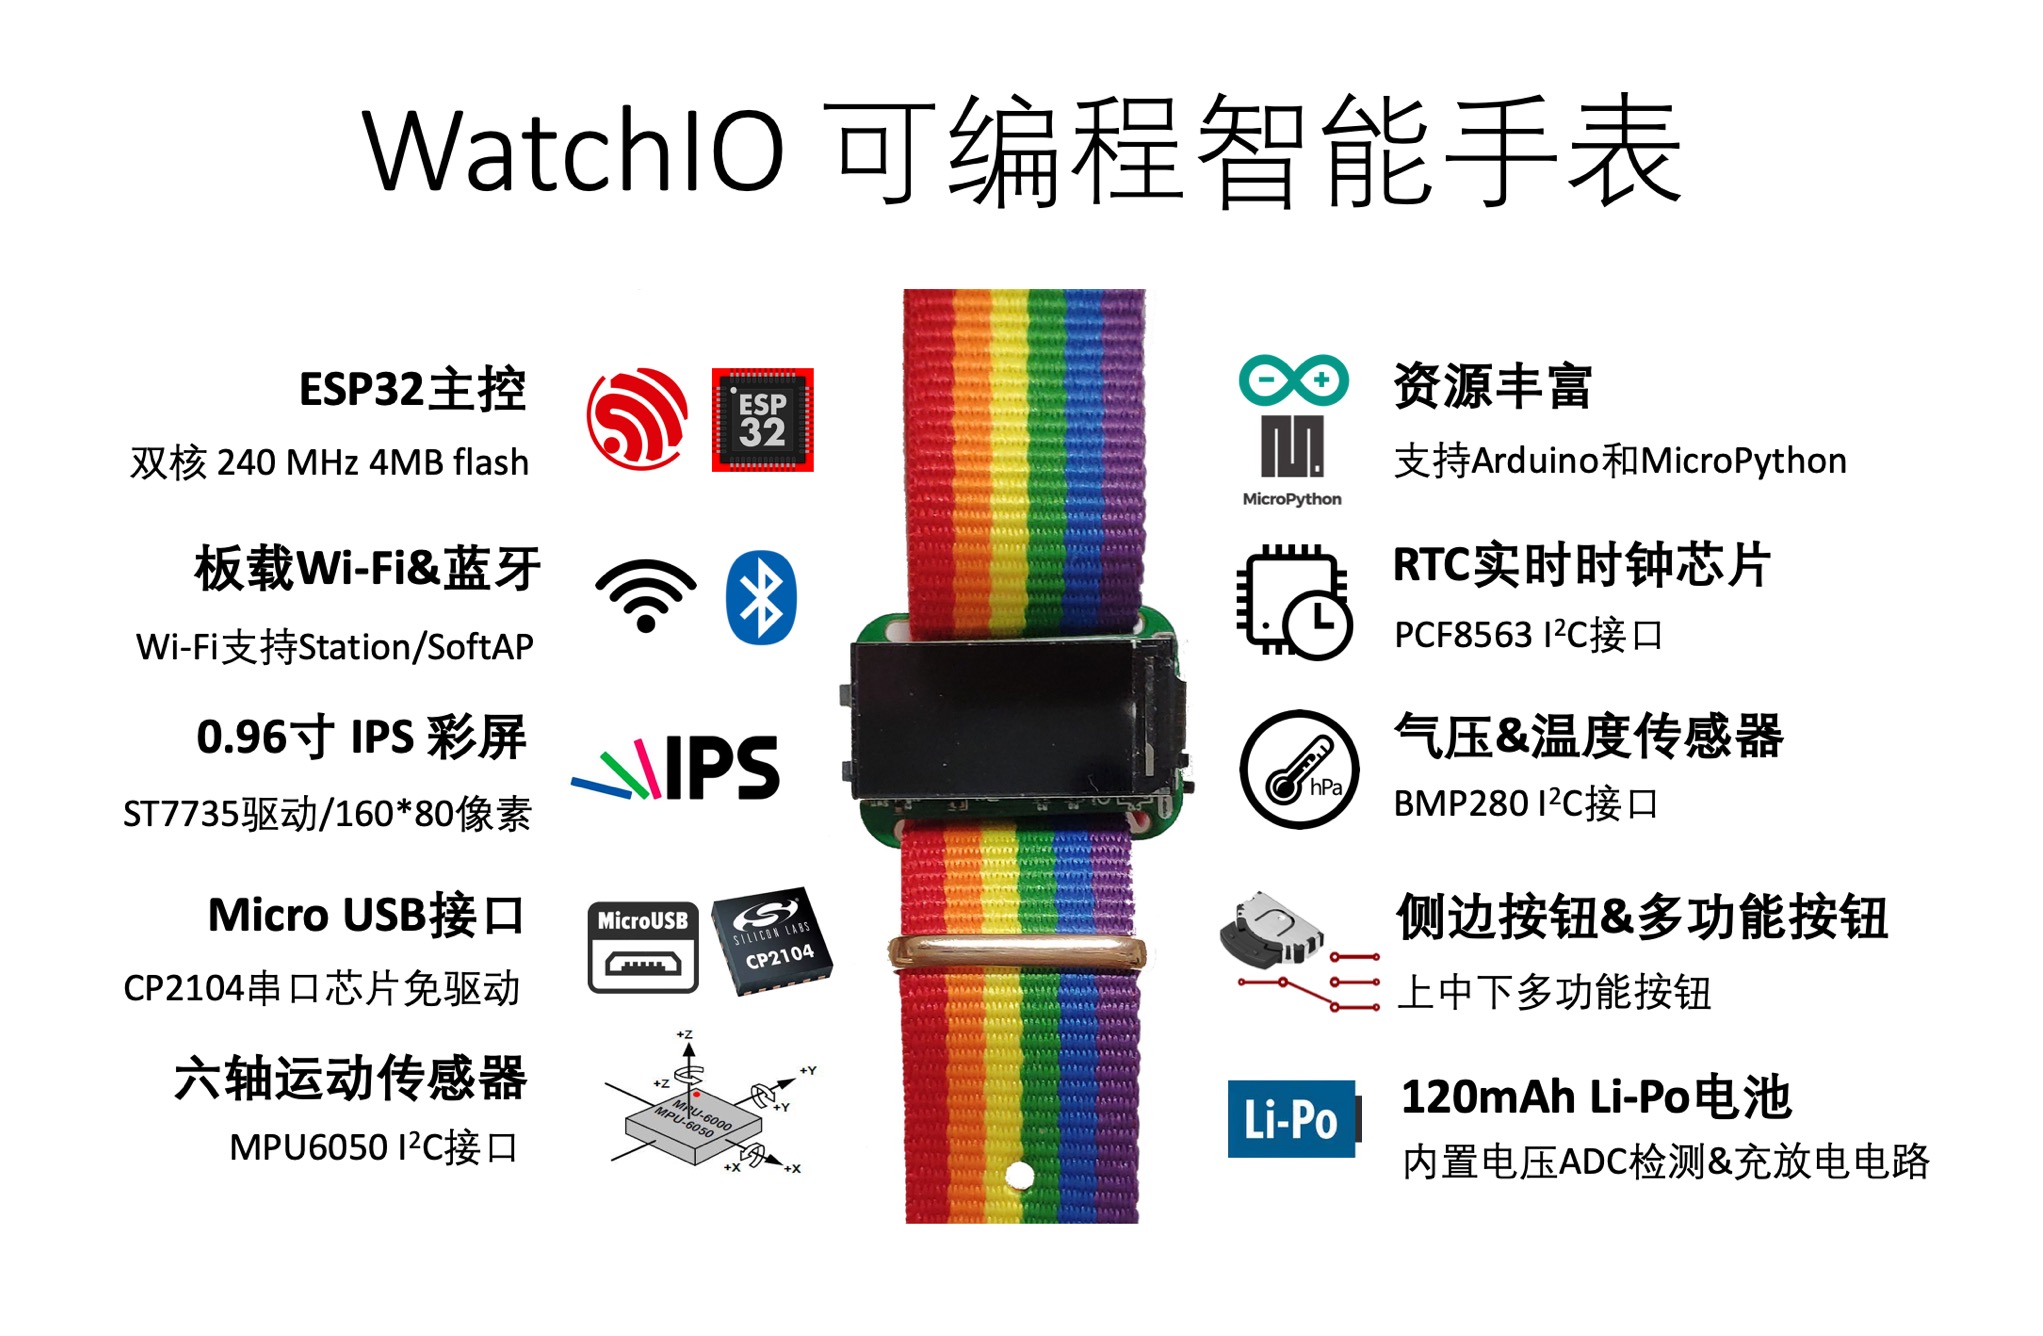 WatchIO 可编程智能手表
ESP32主控
双核 240 MHz 4MB flash
ESP
32
板载Wi-Fi&蓝牙
Wi-Fi支持Station/SoftAP
0.96寸 IPS 彩屏
ST7735驱动/160*80像素
IPS
Micro USB接口
CP2104串口芯片免驱动
MicroUSB
SILICON LABS
CP2104
六轴运动传感器
MPU6050 I²C接口
+Z
+Z
+Y
+Y
MPU-6000
MPU-6050
+X
+X
资源丰富
支持Arduino和MicroPython
MicroPython
RTC实时时钟芯片
PCF8563 I²C接口
气压&温度传感器
BMP280 I²C接口
hPa
侧边按钮&多功能按钮
上中下多功能按钮
Li-Po
120mAh Li-Po电池
内置电压ADC检测&充放电电路